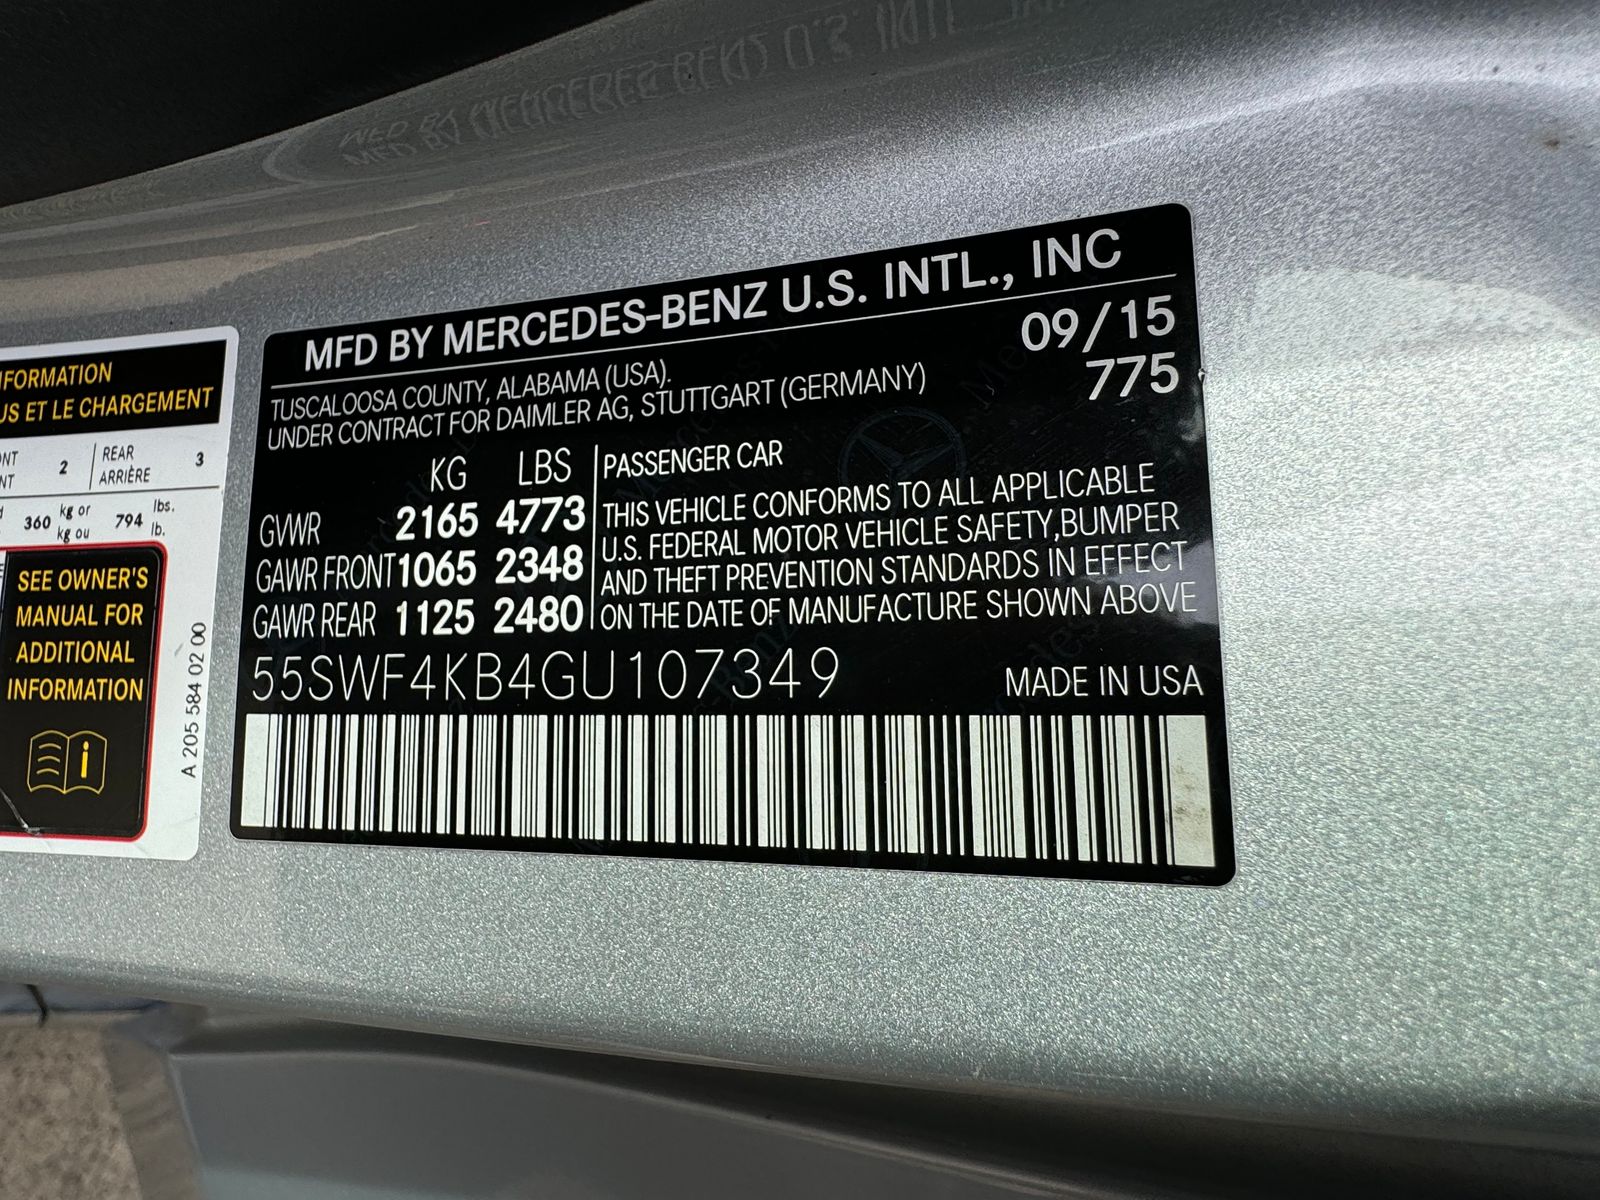 NFORMATION
US ET LE CHARGEMENT
NT 2 REAR 3
NT ARRIÈRE
360 kg or 794 lbs.
kg ou lb.
SEE OWNER'S
MANUAL FOR
ADDITIONAL
INFORMATION
i
A 205 584 02 00
MFD BY MERCEDES-BENZ U.S. INTL., INC
09/15
775
TUSCALOOSA COUNTY, ALABAMA (USA).
UNDER CONTRACT FOR DAIMLER AG, STUTTGART (GERMANY)
KG LBS
GVWR 2165 4773
GAWR FRONT 1065 2348
GAWR REAR 1125 2480
PASSENGER CAR
THIS VEHICLE CONFORMS TO ALL APPLICABLE
U.S. FEDERAL MOTOR VEHICLE SAFETY,BUMPER
AND THEFT PREVENTION STANDARDS IN EFFECT
ON THE DATE OF MANUFACTURE SHOWN ABOVE
55SWF4KB4GU107349
MADE IN USA